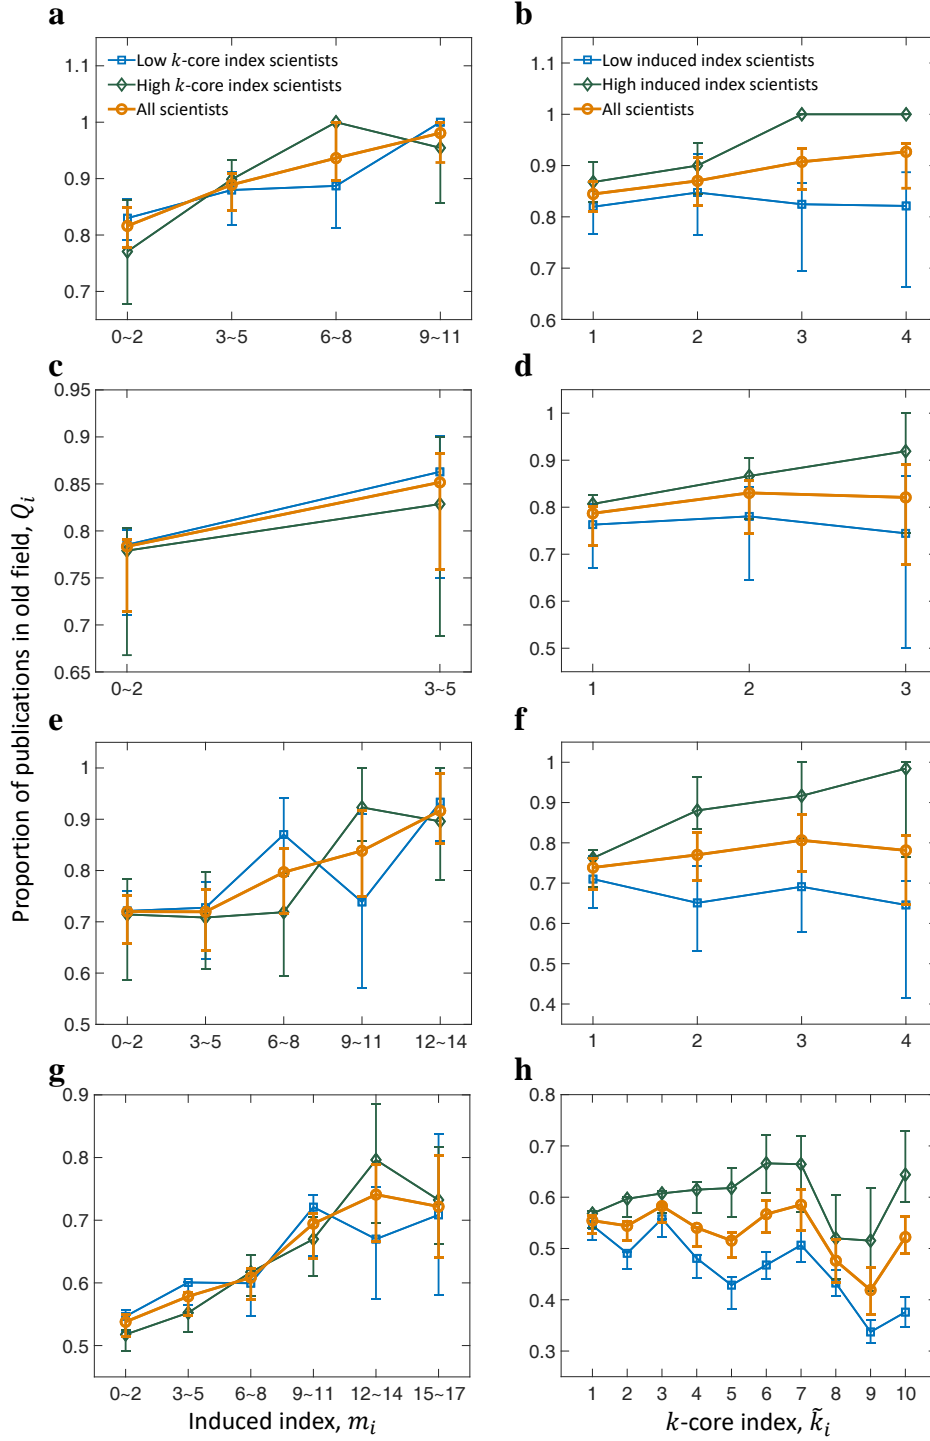 a
1.1
1
0.9
0.8
0.7
Low k-core index scientists
High k-core index scientists
All scientists
0~2 3~5 6~8 9~11
b
1.1
1
0.9
0.8
0.7
0.6
Low induced index scientists
High induced index scientists
All scientists
1 2 3 4
c
0.95
0.9
0.85
0.8
0.75
0.7
0.65
0~2 3~5
d
1
0.9
0.8
0.7
0.6
0.5
1 2 3
Proportion of publications in old field, Q_i
e
1
0.9
0.8
0.7
0.6
0.5
0~2 3~5 6~8 9~11 12~14
f
1
0.9
0.8
0.7
0.6
0.5
0.4
1 2 3 4
g
0.9
0.8
0.7
0.6
0.5
0~2 3~5 6~8 9~11 12~14 15~17
Induced index, m_i
h
0.8
0.7
0.6
0.5
0.4
0.3
1 2 3 4 5 6 7 8 9 10
k-core index, k̃_i